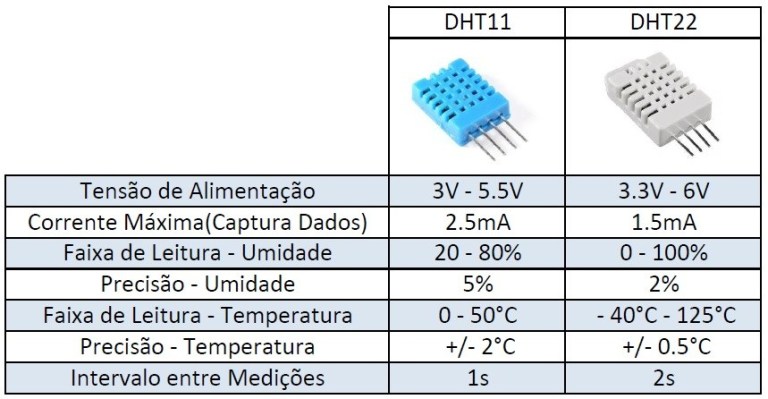 DHT11 DHT22
Tensão de Alimentação 3V - 5.5V 3.3V - 6V
Corrente Máxima(Captura Dados) 2.5mA 1.5mA
Faixa de Leitura - Umidade 20 - 80% 0 - 100%
Precisão - Umidade 5% 2%
Faixa de Leitura - Temperatura 0 - 50°C - 40°C - 125°C
Precisão - Temperatura +/- 2°C +/- 0.5°C
Intervalo entre Medições 1s 2s